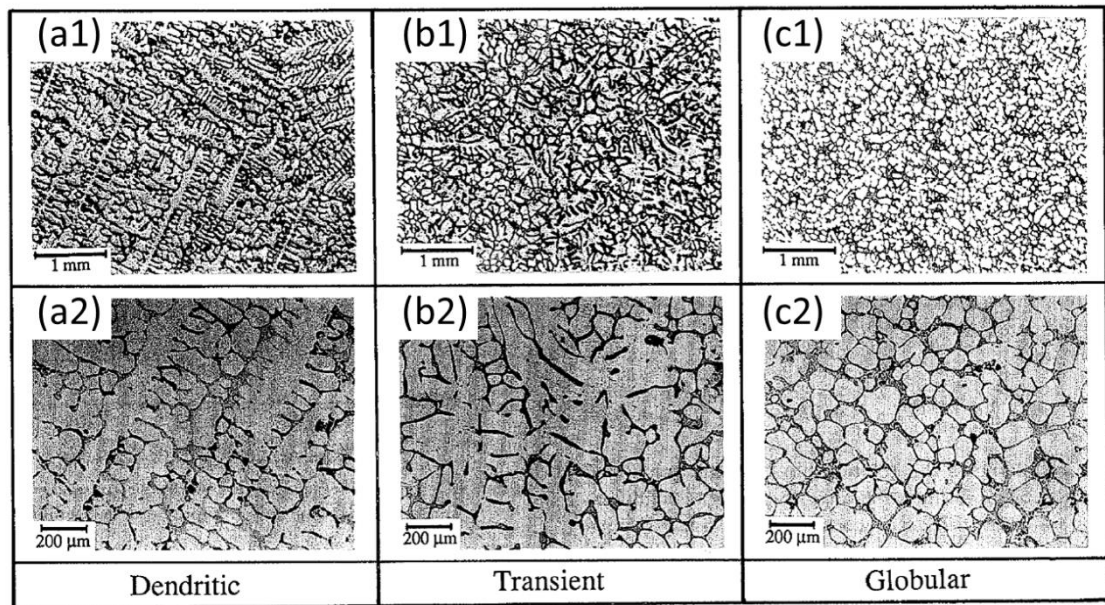 (a1)
1 mm
(b1)
1 mm
(c1)
1 mm
(a2)
200 μm
(b2)
200 μm
(c2)
200 μm
Dendritic
Transient
Globular